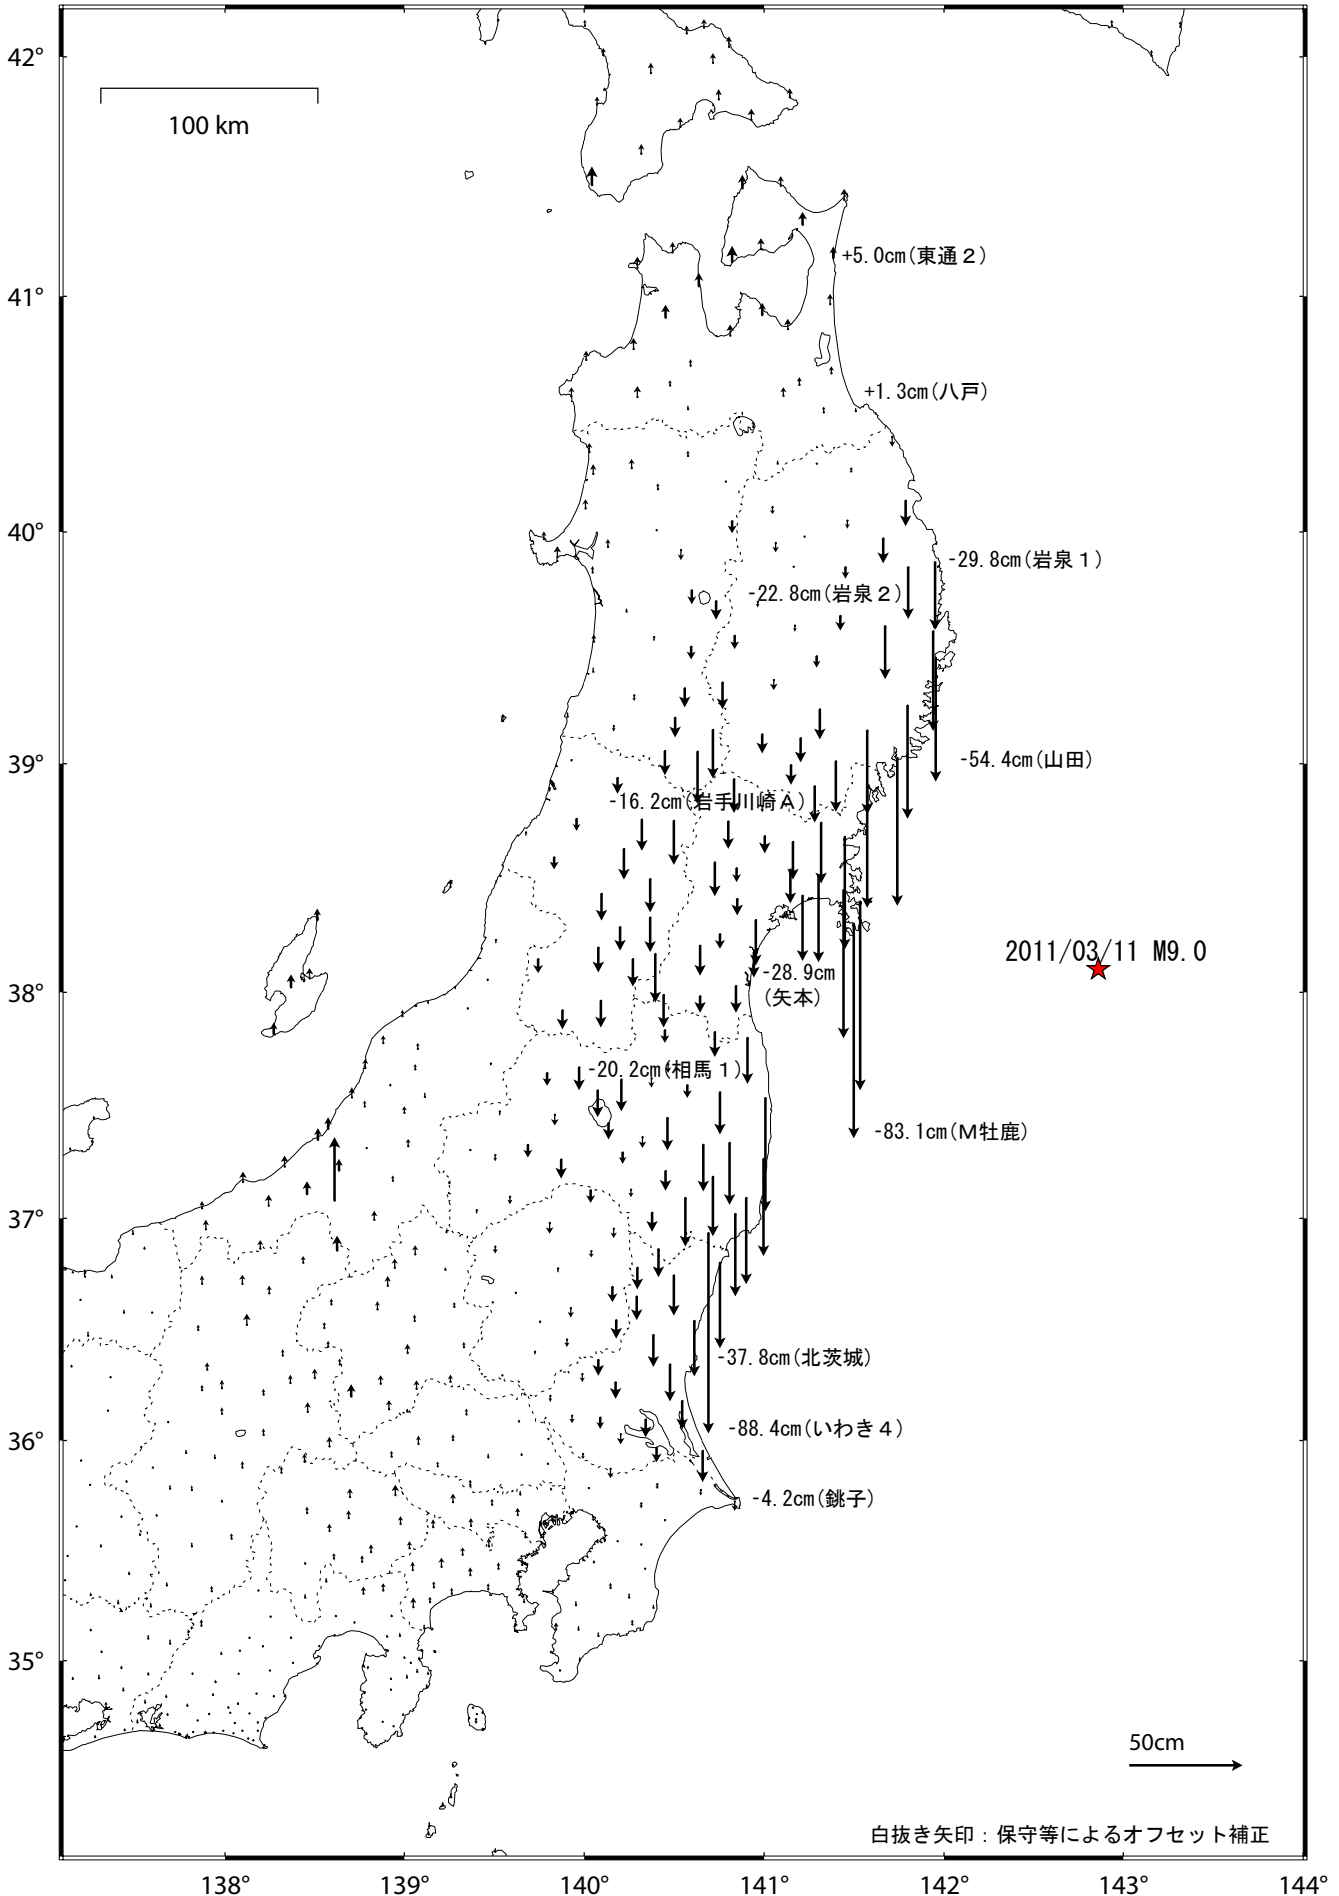 42°
100 km
+5.0cm(東通２)
41°
+1.3cm(八戸)
40°
-29.8cm(岩泉１)
-22.8cm(岩泉２)
39°
-54.4cm(山田)
-16.2cm(岩手川崎Ａ)
2011/03/11 M9.0
38°
-28.9cm
(矢本)
-20.2cm(相馬１)
-83.1cm(Ｍ牡鹿)
37°
-37.8cm(北茨城)
36°
-88.4cm(いわき４)
-4.2cm(銚子)
35°
50cm
白抜き矢印：保守等によるオフセット補正
138° 139° 140° 141° 142° 143° 144°